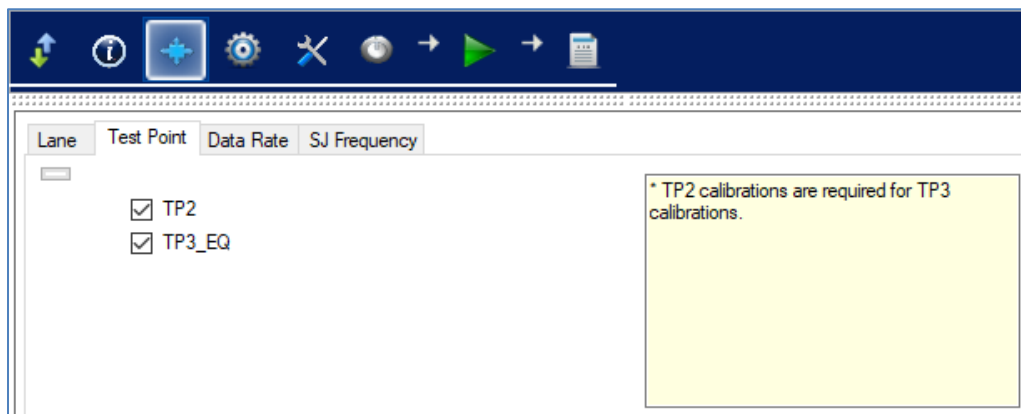 Lane Test Point Data Rate SJ Frequency
* TP2 calibrations are required for TP3
calibrations.
TP2
TP3_EQ